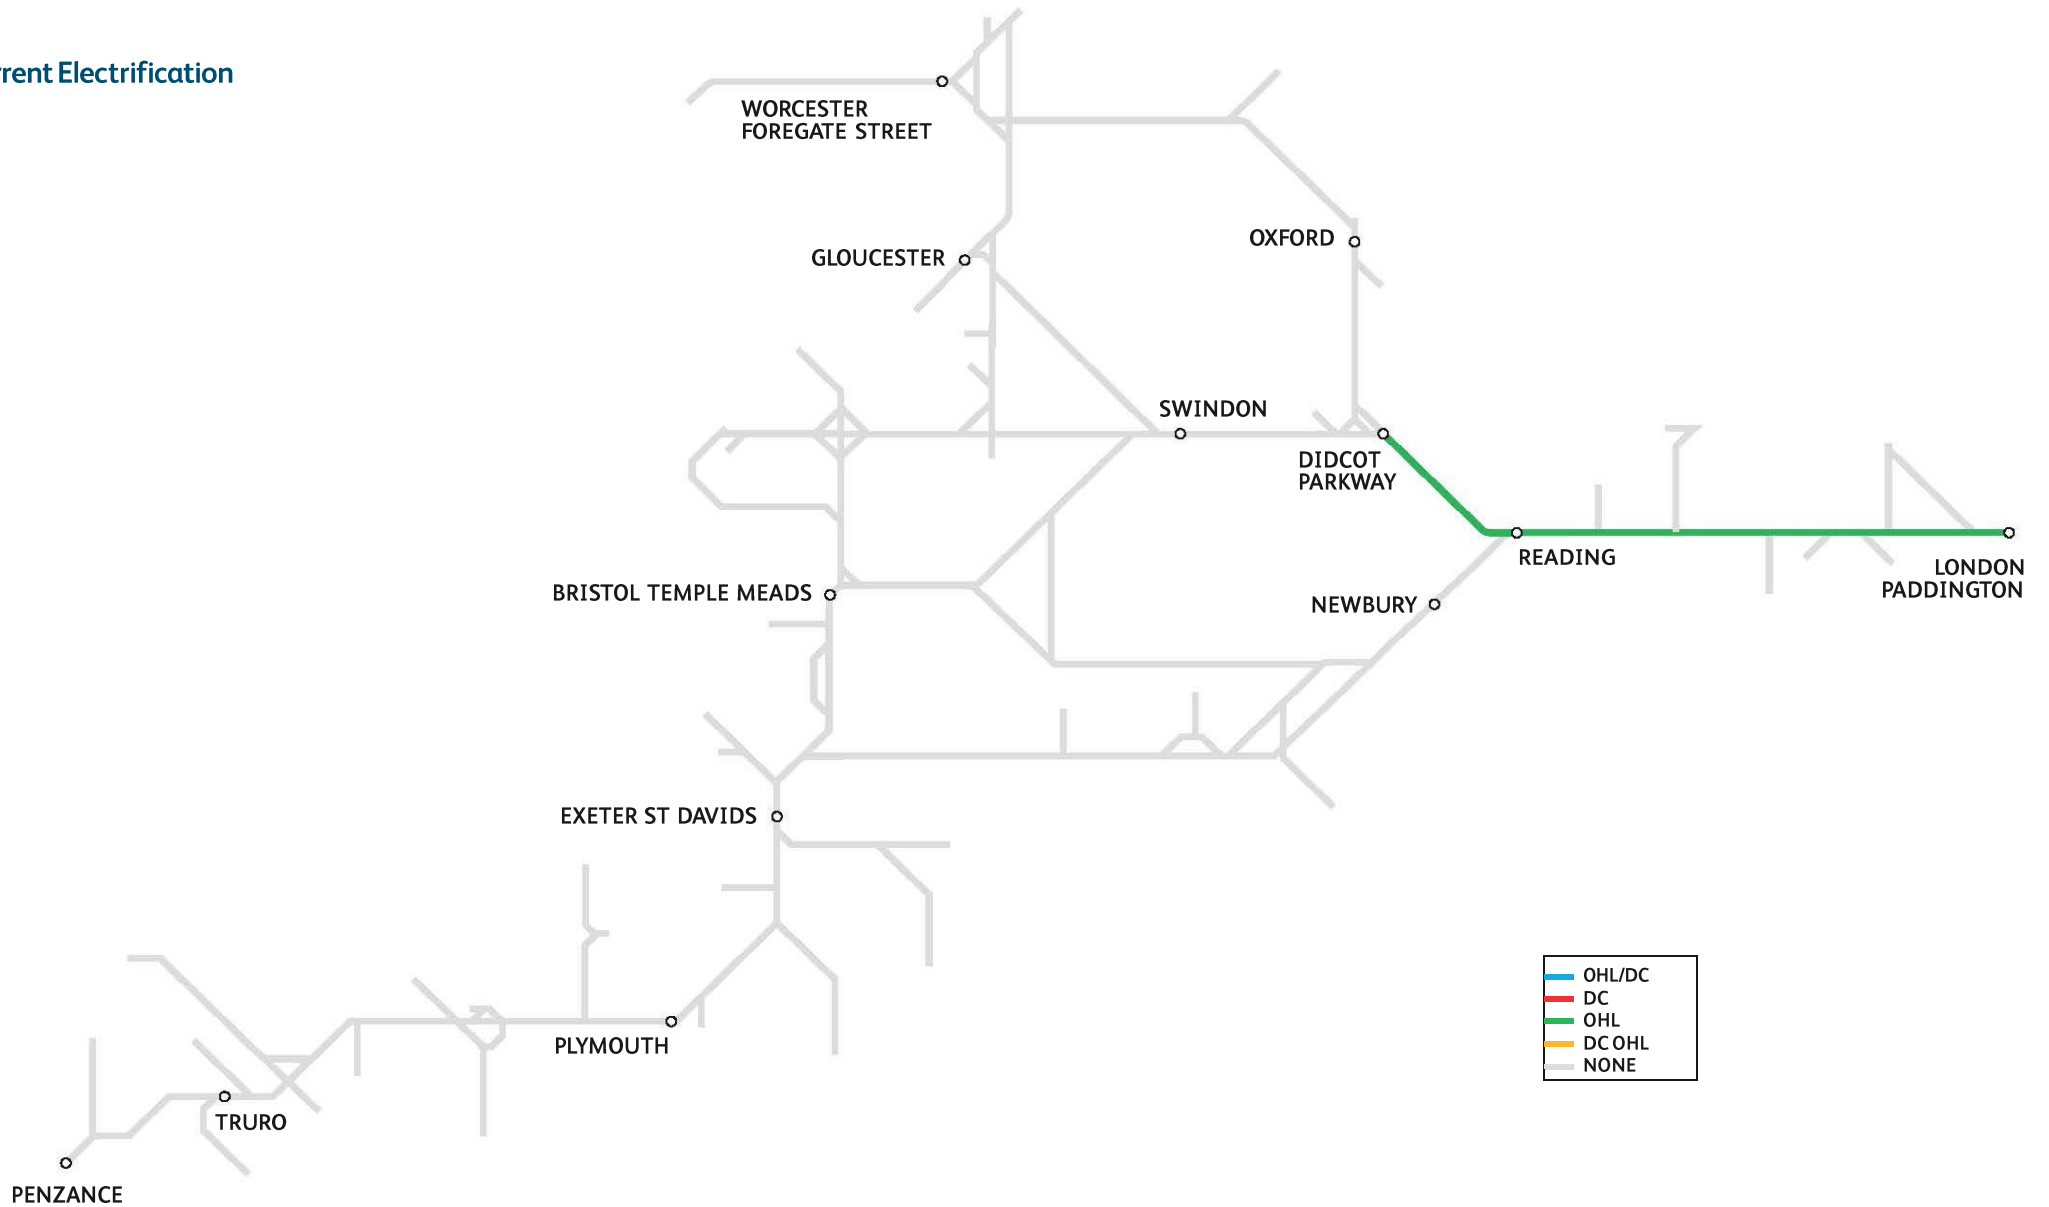 rrent Electrification
WORCESTER
FOREGATE STREET
OXFORD
GLOUCESTER
SWINDON
DIDCOT
PARKWAY
READING
LONDON
PADDINGTON
BRISTOL TEMPLE MEADS
NEWBURY
EXETER ST DAVIDS
PLYMOUTH
TRURO
PENZANCE
OHL/DC
DC
OHL
DC OHL
NONE